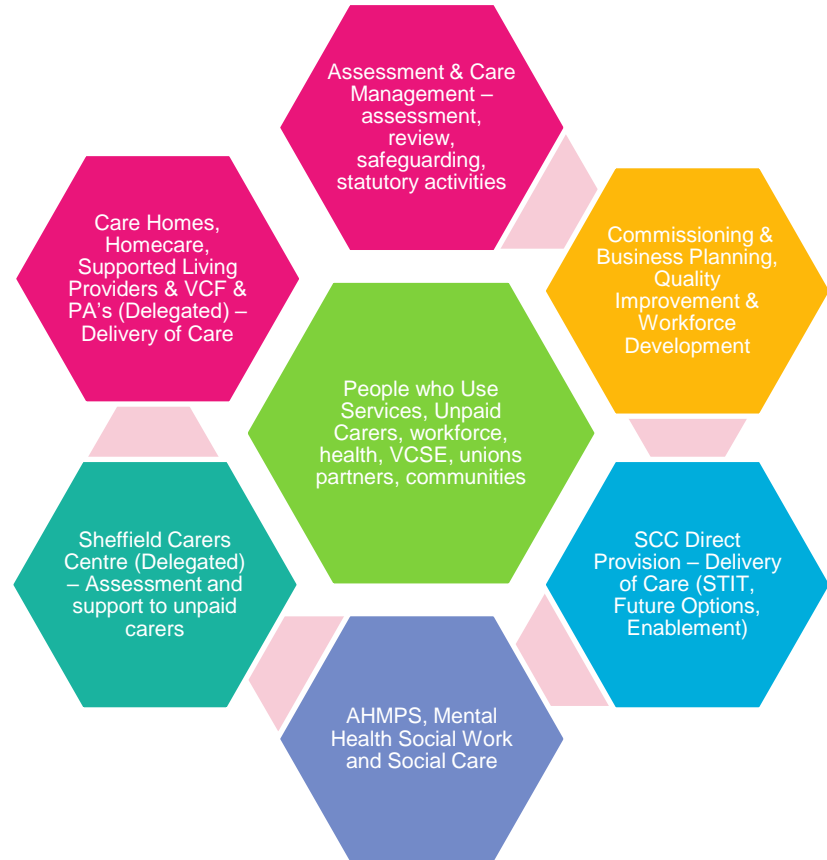 Assessment & Care
Management –
assessment,
review,
safeguarding,
statutory activities
Commissioning &
Business Planning,
Quality
Improvement &
Workforce
Development
SCC Direct
Provision – Delivery
of Care (STIT,
Future Options,
Enablement)
AHMPS, Mental
Health Social Work
and Social Care
Sheffield Carers
Centre (Delegated)
– Assessment and
support to unpaid
carers
Care Homes,
Homecare,
Supported Living
Providers & VCF &
PA's (Delegated) –
Delivery of Care
People who Use
Services, Unpaid
Carers, workforce,
health, VCSE, unions
partners, communities